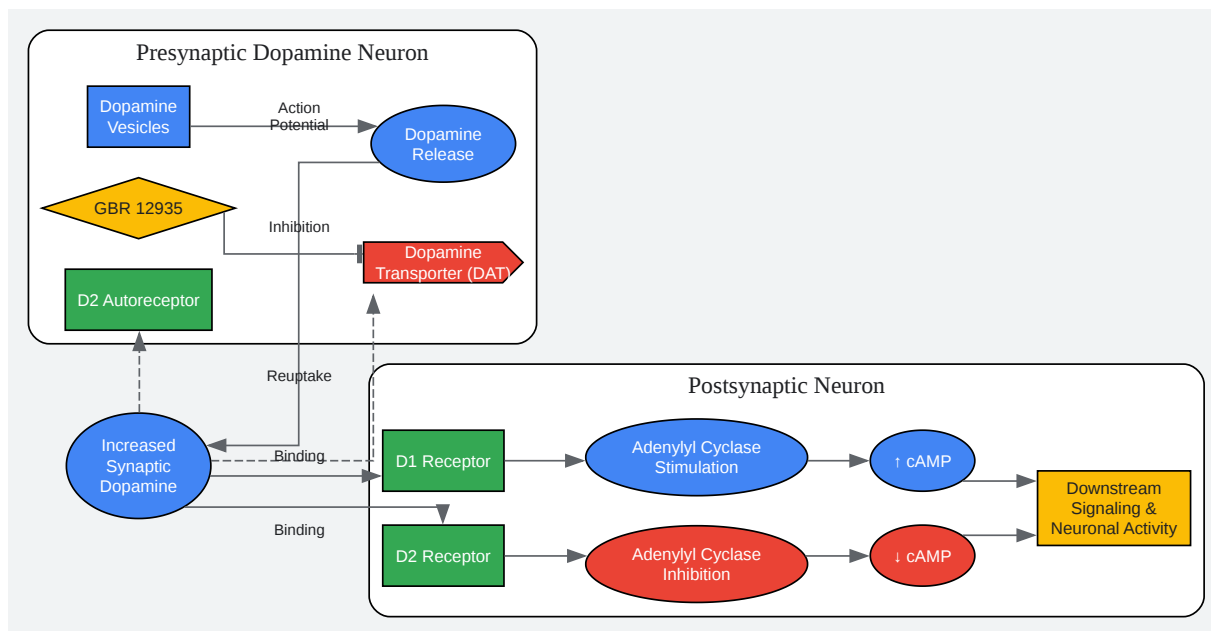 Presynaptic Dopamine Neuron
Dopamine
Vesicles
Action
Potential
Dopamine
Release
GBR 12935
Inhibition
Dopamine
Transporter (DAT)
D2 Autoreceptor
Reuptake
Postsynaptic Neuron
Increased
Synaptic
Dopamine
Binding
D1 Receptor
Adenylyl Cyclase
Stimulation
↑ cAMP
Downstream
Signaling &
Neuronal Activity
Binding
D2 Receptor
Adenylyl Cyclase
Inhibition
↓ cAMP